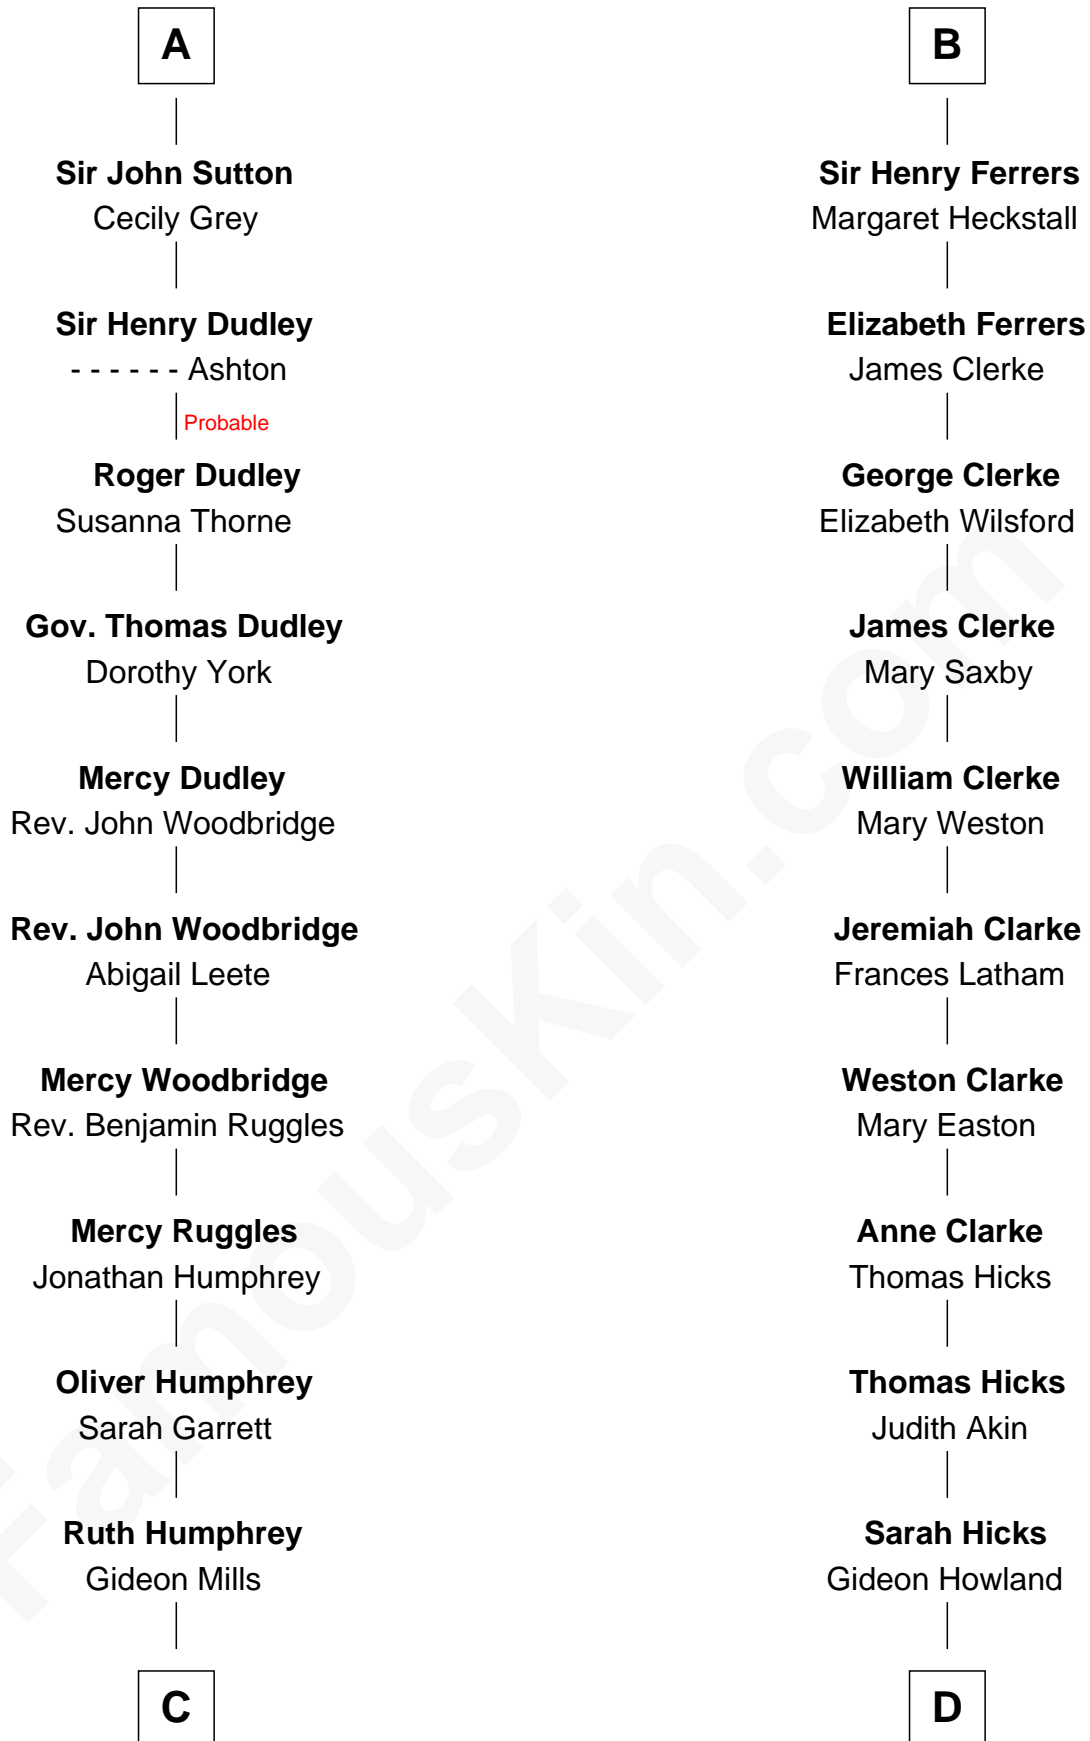 A
Sir John Sutton
Cecily Grey
Sir Henry Dudley
- - - - - - Ashton
Probable
Roger Dudley
Susanna Thorne
Gov. Thomas Dudley
Dorothy York
Mercy Dudley
Rev. John Woodbridge
Rev. John Woodbridge
Abigail Leete
Mercy Woodbridge
Rev. Benjamin Ruggles
Mercy Ruggles
Jonathan Humphrey
Oliver Humphrey
Sarah Garrett
Ruth Humphrey
Gideon Mills
C
B
Sir Henry Ferrers
Margaret Heckstall
Elizabeth Ferrers
James Clerke
George Clerke
Elizabeth Wilsford
James Clerke
Mary Saxby
William Clerke
Mary Weston
Jeremiah Clarke
Frances Latham
Weston Clarke
Mary Easton
Anne Clarke
Thomas Hicks
Thomas Hicks
Judith Akin
Sarah Hicks
Gideon Howland
D
FamousKin.com